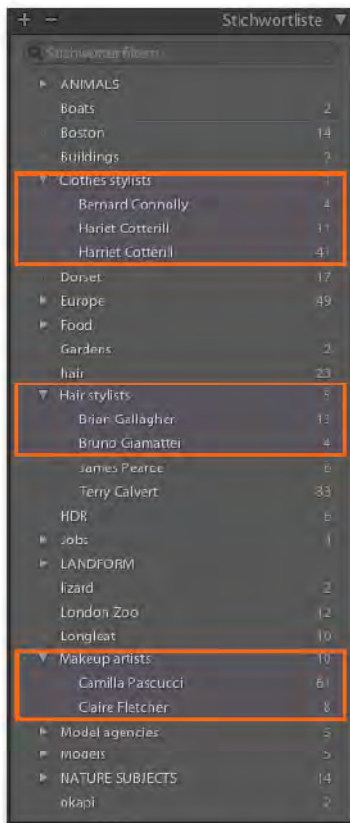 + − Stichwortliste ▼
Stichwörter filtern
▶ ANIMALS
Boats 2
Boston 14
Buildings 2
▼ Clothes stylists
Bernard Connolly 4
Hariet Cotterill 11
Harriet Cotterill 41
Dorset 17
▶ Europe 49
▶ Food
Gardens 2
hair 23
▼ Hair stylists 5
Brian Gallagher 13
Bruno Giamattei 4
James Pearce 6
Terry Calvert 33
HDR 6
▶ Jobs
▶ LANDFORM
lizard 2
London Zoo 12
Longleat 10
▼ Makeup artists 10
Camilla Pascucci 61
Claire Fletcher 8
▶ Model agencies 5
▶ Models 5
▶ NATURE SUBJECTS 14
okapi 2